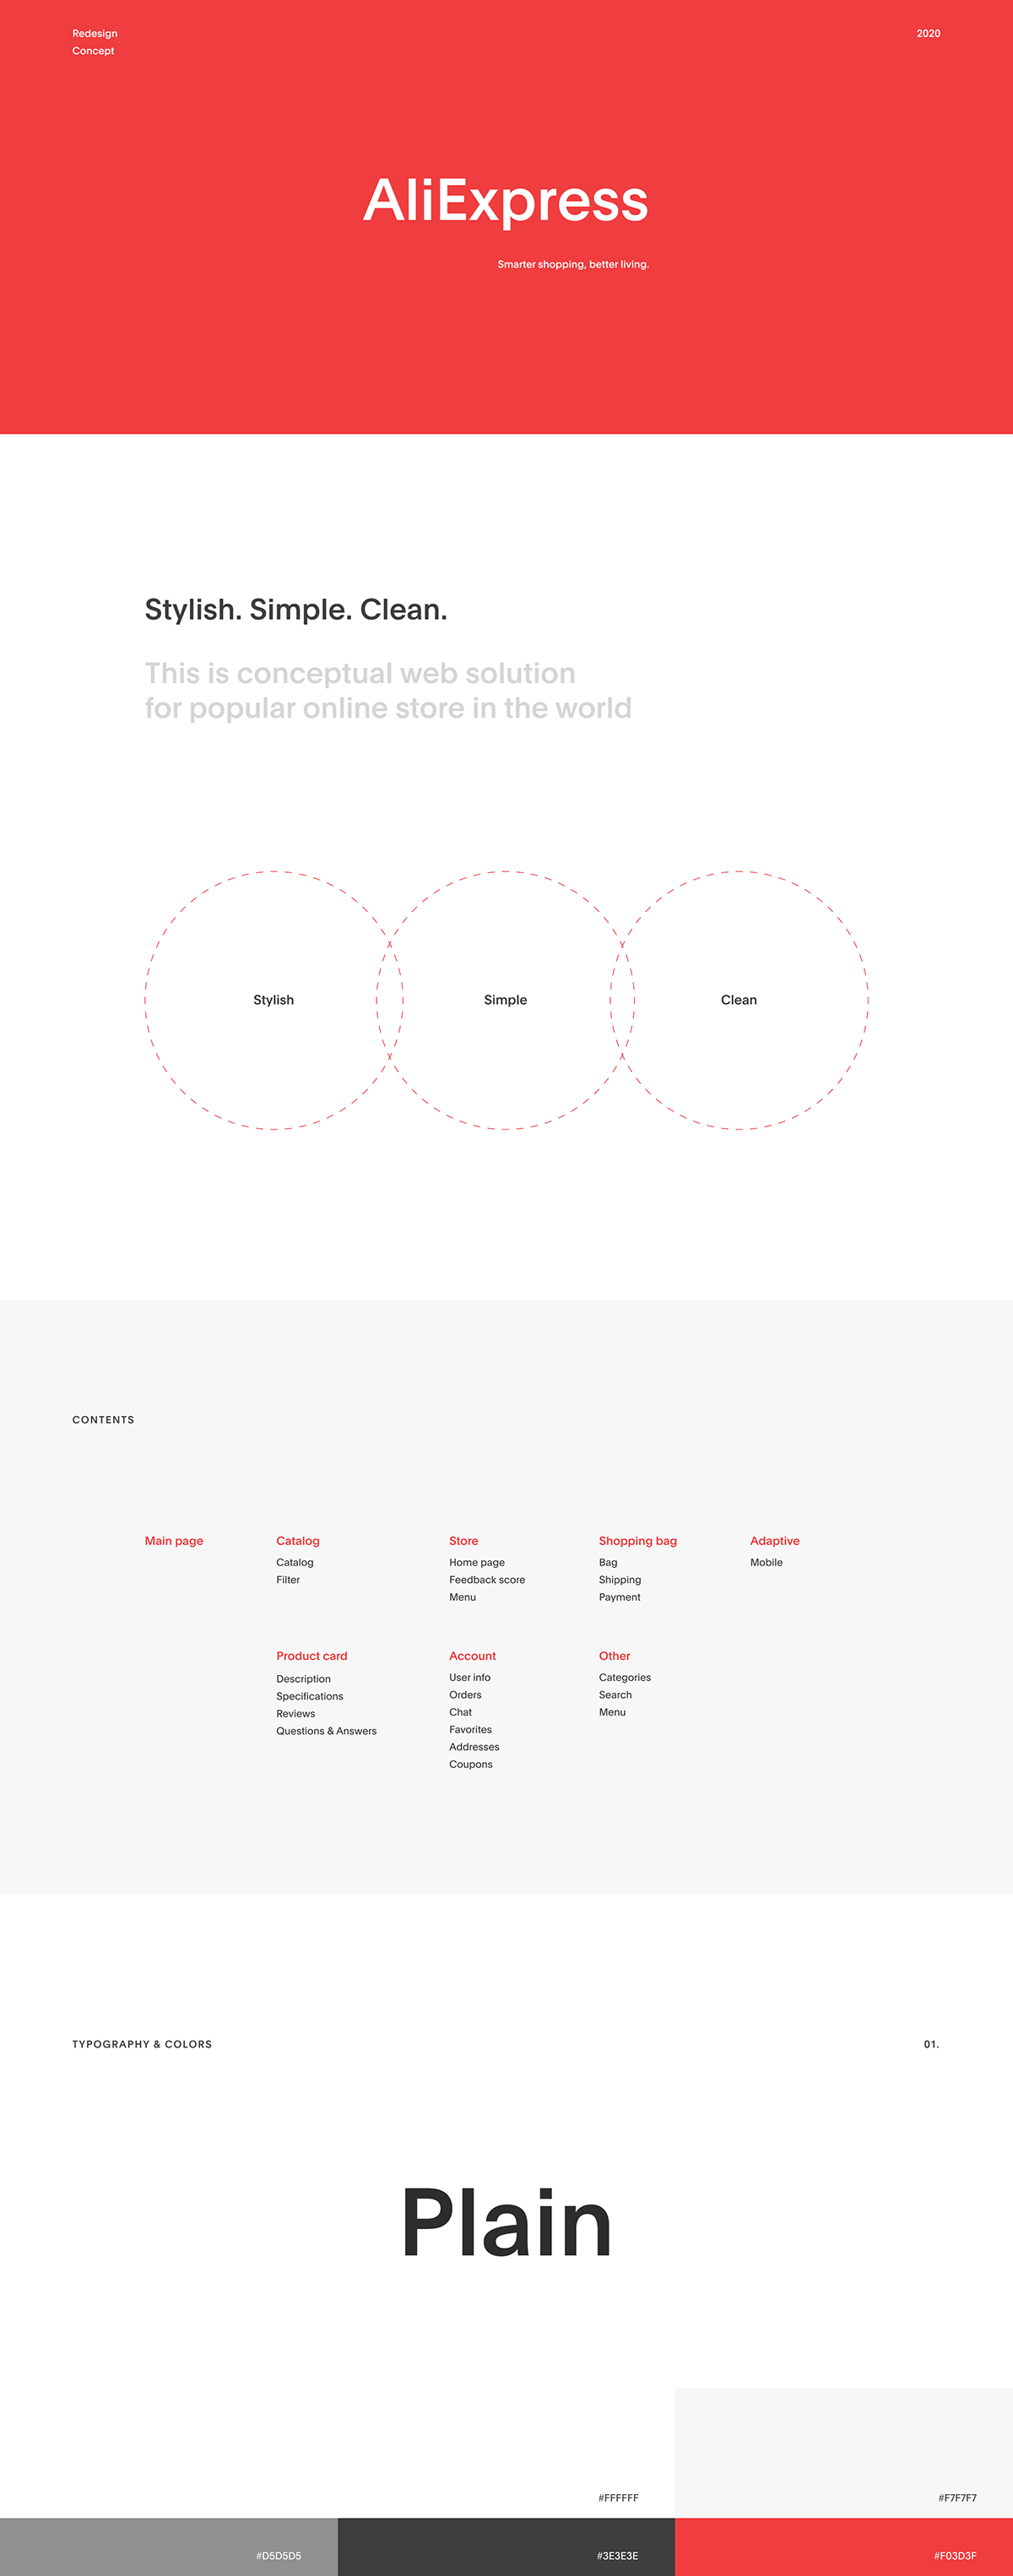 Redesign
Concept
2020
AliExpress
Smarter shopping, better living.
Stylish. Simple. Clean.
This is conceptual web solution
for popular online store in the world
Stylish
Simple
Clean
CONTENTS
Main page
Catalog
Catalog
Filter
Store
Home page
Feedback score
Menu
Shopping bag
Bag
Shipping
Payment
Adaptive
Mobile
Product card
Description
Specifications
Reviews
Questions & Answers
Account
User info
Orders
Chat
Favorites
Addresses
Coupons
Other
Categories
Search
Menu
TYPOGRAPHY & COLORS
01.
Plain
#FFFFFF
#F7F7F7
#D5D5D5
#3E3E3E
#F03D3F